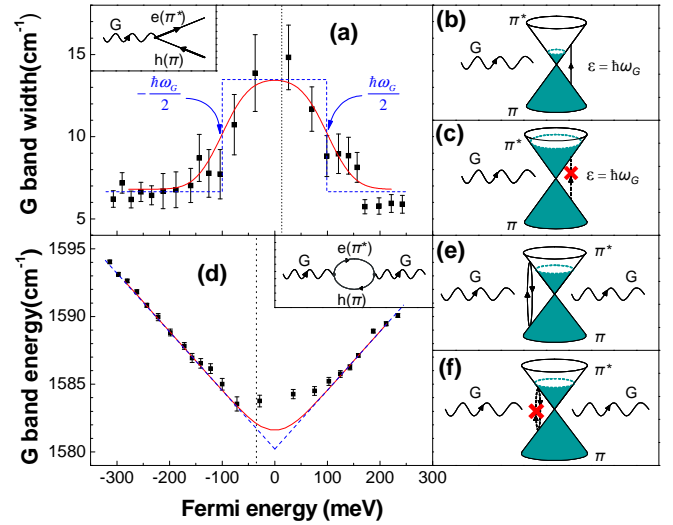 G
e(π*)
h(π)
(a)
−ħω_G/2
ħω_G/2
15
10
5
G band width(cm⁻¹)
(b)
π*
G
ε = ħω_G
π
(c)
π*
G
ε = ħω_G
π
(d)
e(π*)
G
G
h(π)
1595
1590
1585
1580
G band energy(cm⁻¹)
-300
-200
-100
0
100
200
300
Fermi energy (meV)
(e)
π*
G
G
π
(f)
π*
G
G
π